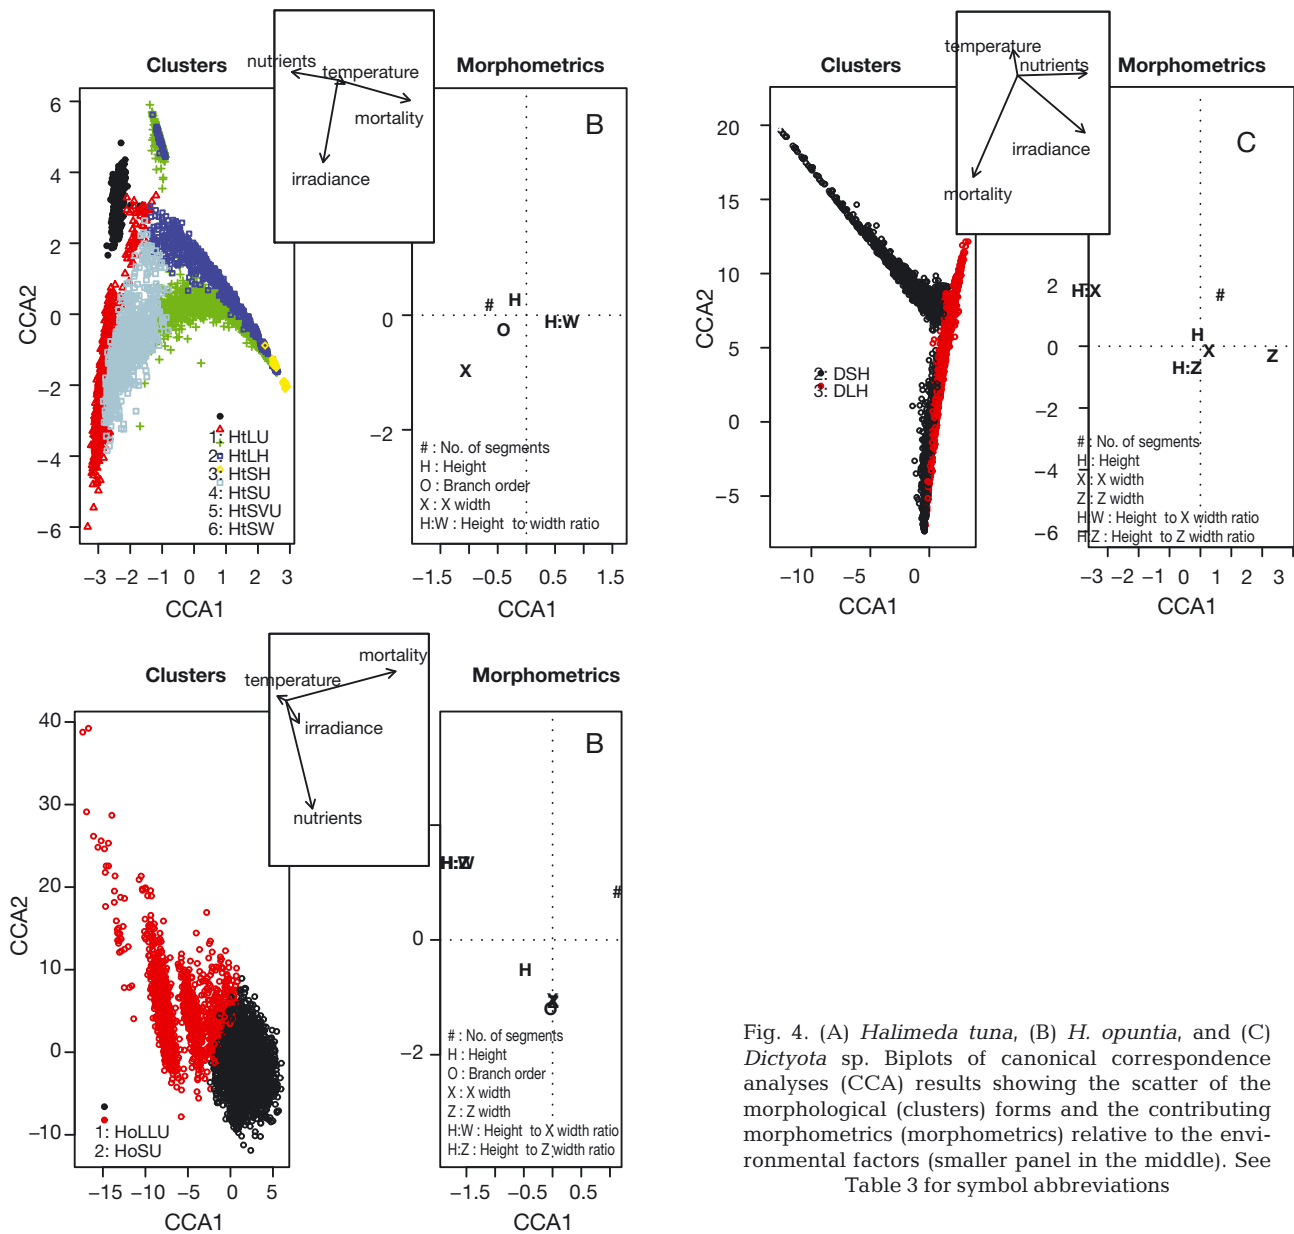 Clusters
nutrients
temperature
mortality
irradiance
Morphometrics
B
6
4
2
0
−2
−4
−6
CCA2
1: HtLU
2: HtLH
3: HtSH
4: HtSU
5: HtSVU
6: HtSW
−3 −2 −1 0 1 2 3
CCA1
0
−2
#
H
O
H:W
X
# : No. of segments
H : Height
O : Branch order
X : X width
H:W : Height to width ratio
−1.5 −0.5 0.5 1.5
CCA1
Clusters
temperature
nutrients
irradiance
mortality
Morphometrics
C
20
15
10
5
0
−5
CCA2
2: DSH
3: DLH
−10 −5 0
CCA1
2
0
−2
−4
−6
H:X
#
H
X
Z
H:Z
# : No. of segments
H : Height
X : X width
Z : Z width
H:W : Height to X width ratio
H:Z : Height to Z width ratio
−3 −2 −1 0 1 2 3
CCA1
Clusters
mortality
temperature
irradiance
nutrients
Morphometrics
B
40
30
20
10
0
−10
CCA2
1: HoLLU
2: HoSU
−15 −10 −5 0 5
CCA1
0
−2
#
H
O
# : No. of segments
H : Height
O : Branch order
X : X width
Z : Z width
H:W : Height to X width ratio
H:Z : Height to Z width ratio
−1.5 −0.5 0.5
CCA1
Fig. 4. (A) Halimeda tuna, (B) H. opuntia, and (C)
Dictyota sp. Biplots of canonical correspondence
analyses (CCA) results showing the scatter of the
morphological (clusters) forms and the contributing
morphometrics (morphometrics) relative to the envi-
ronmental factors (smaller panel in the middle). See
Table 3 for symbol abbreviations